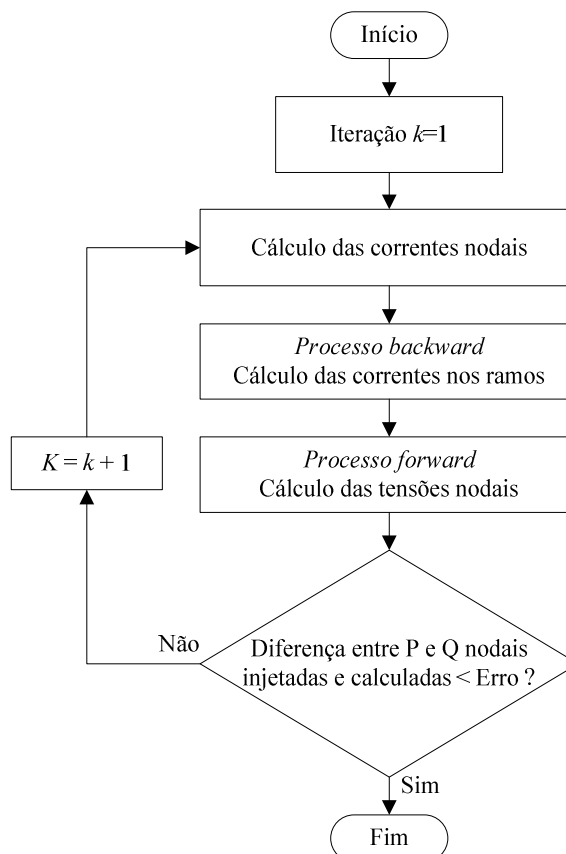 Início
Iteração k=1
Cálculo das correntes nodais
Processo backward
Cálculo das correntes nos ramos
Processo forward
Cálculo das tensões nodais
K = k + 1
Não
Diferença entre P e Q nodais
injetadas e calculadas < Erro ?
Sim
Fim